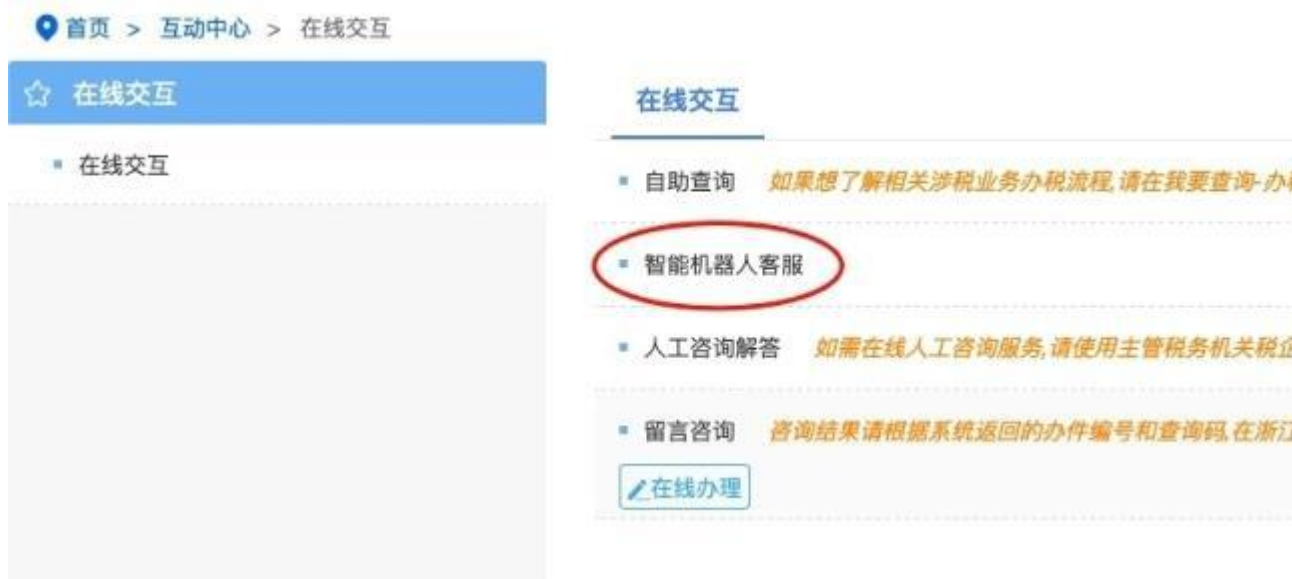 首页 > 互动中心 > 在线交互
在线交互
在线交互
在线交互
自助查询 如果想了解相关涉税业务办税流程,请在我要查询-办
智能机器人客服
人工咨询解答 如需在线人工咨询服务,请使用主管税务机关税企
留言咨询 咨询结果请根据系统返回的办件编号和查询码,在浙江
在线办理